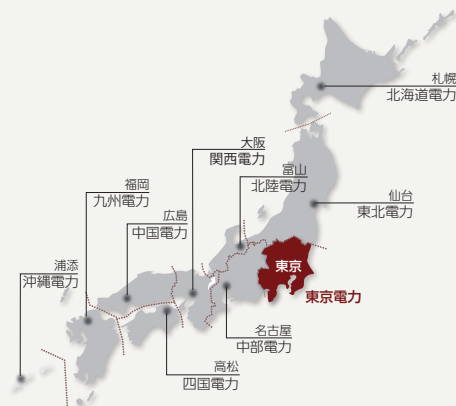 札幌
北海道電力
大阪
関西電力
富山
北陸電力
福岡
九州電力
仙台
東北電力
広島
中国電力
浦添
沖縄電力
東京
東京電力
名古屋
中部電力
高松
四国電力